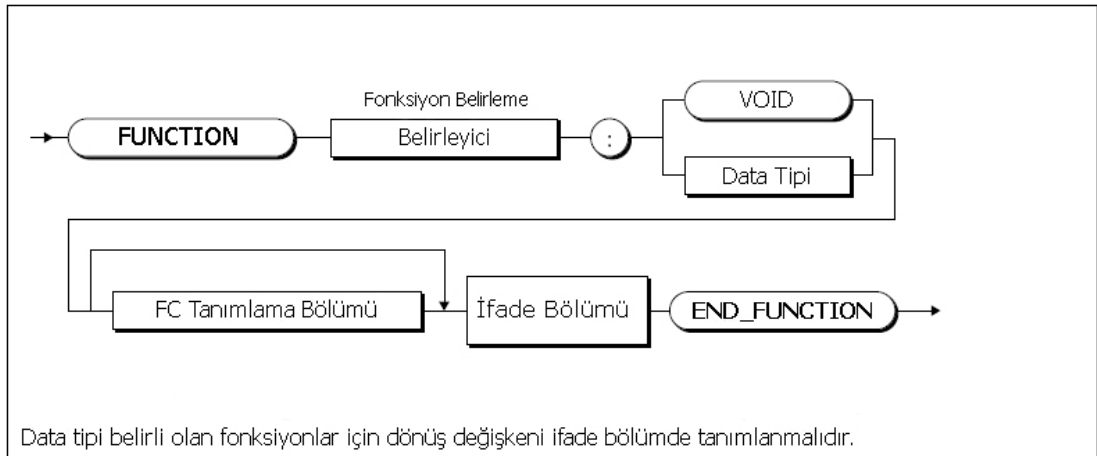 Fonksiyon Belirleme
VOID
FUNCTION
Belirleyici
:
Data Tipi
FC Tanımlama Bölümü
İfade Bölümü
END_FUNCTION
Data tipi belirli olan fonksiyonlar için dönüş değişkeni ifade bölümde tanımlanmalıdır.